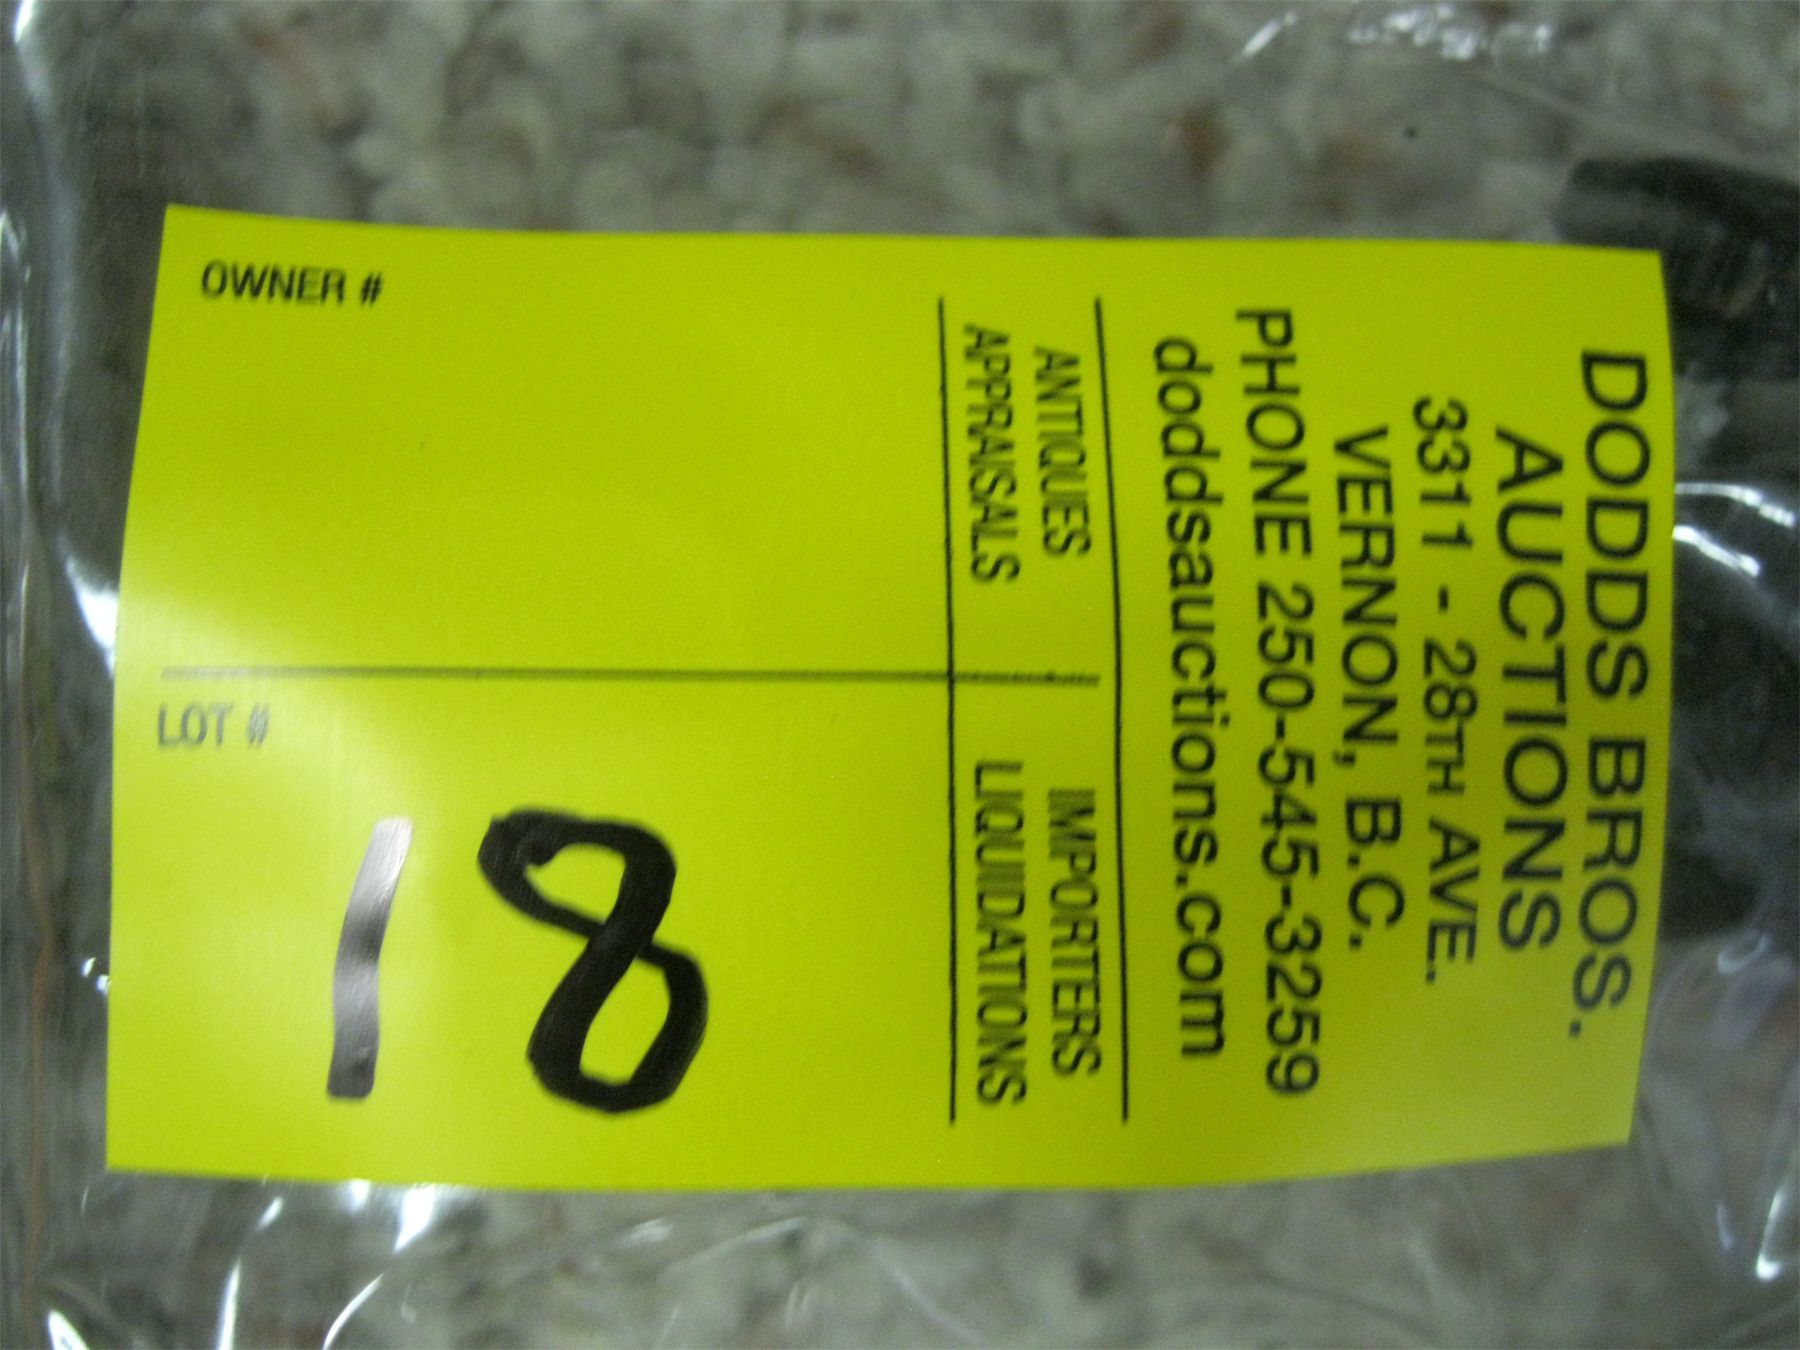 DODDS BROS.
AUCTIONS
3311 - 28TH AVE.
VERNON, B.C.
PHONE 250-545-3259
doddsauctions.com
ANTIQUES IMPORTERS
APPRAISALS LIQUIDATIONS
OWNER #
LOT #
18